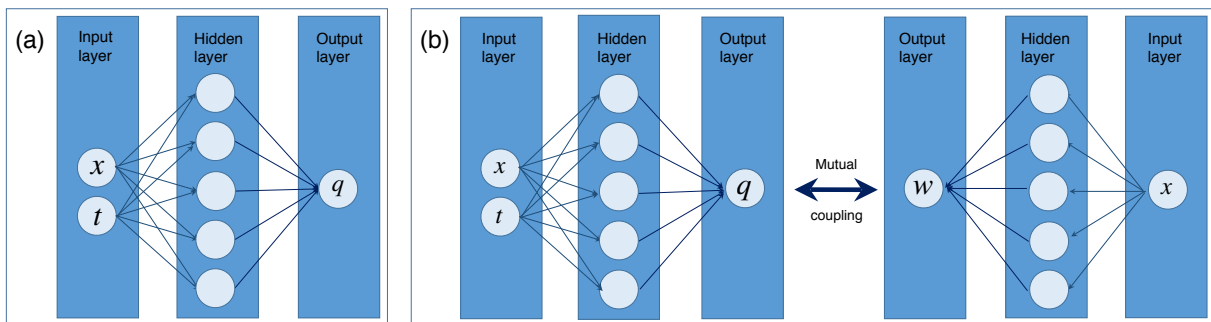 (a)
Input
layer
Hidden
layer
Output
layer
x
t
q
(b)
Input
layer
Hidden
layer
Output
layer
x
t
q
Mutual
coupling
Output
layer
Hidden
layer
Input
layer
w
x